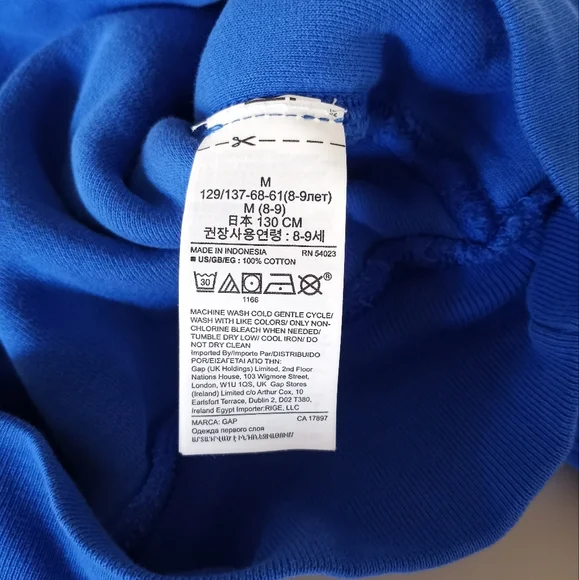 M
129/137-68-61(8-9лет)
M (8-9)
日本 130 CM
권장사용연령 : 8-9세
MADE IN INDONESIA RN 54023
■ US/GB/EG : 100% COTTON
30
1166
MACHINE WASH COLD GENTLE CYCLE/
WASH WITH LIKE COLORS/ ONLY NON-
CHLORINE BLEACH WHEN NEEDED/
TUMBLE DRY LOW/ COOL IRON/ DO
NOT DRY CLEAN
Imported By/Importe Par/DISTRIBUIDO
POR/ΕΙΣΑΓΕΤΑΙ ΑΠΟ ΤΗΝ:
Gap (UK Holdings) Limited, 2nd Floor
Nations House, 103 Wigmore Street,
London, W1U 1QS, UK Gap Stores
(Ireland) Limited c/o Arthur Cox, 10
Earlsfort Terrace, Dublin 2, D02 T380,
Ireland Egypt Importer:RIGE, LLC
MARCA: GAP CA 17897
Одежда первого слоя
ԱՐՏԱԴՐՎԱԾ Է ԻՆԴՈՆԵԶԻԱՅՈՒՄ